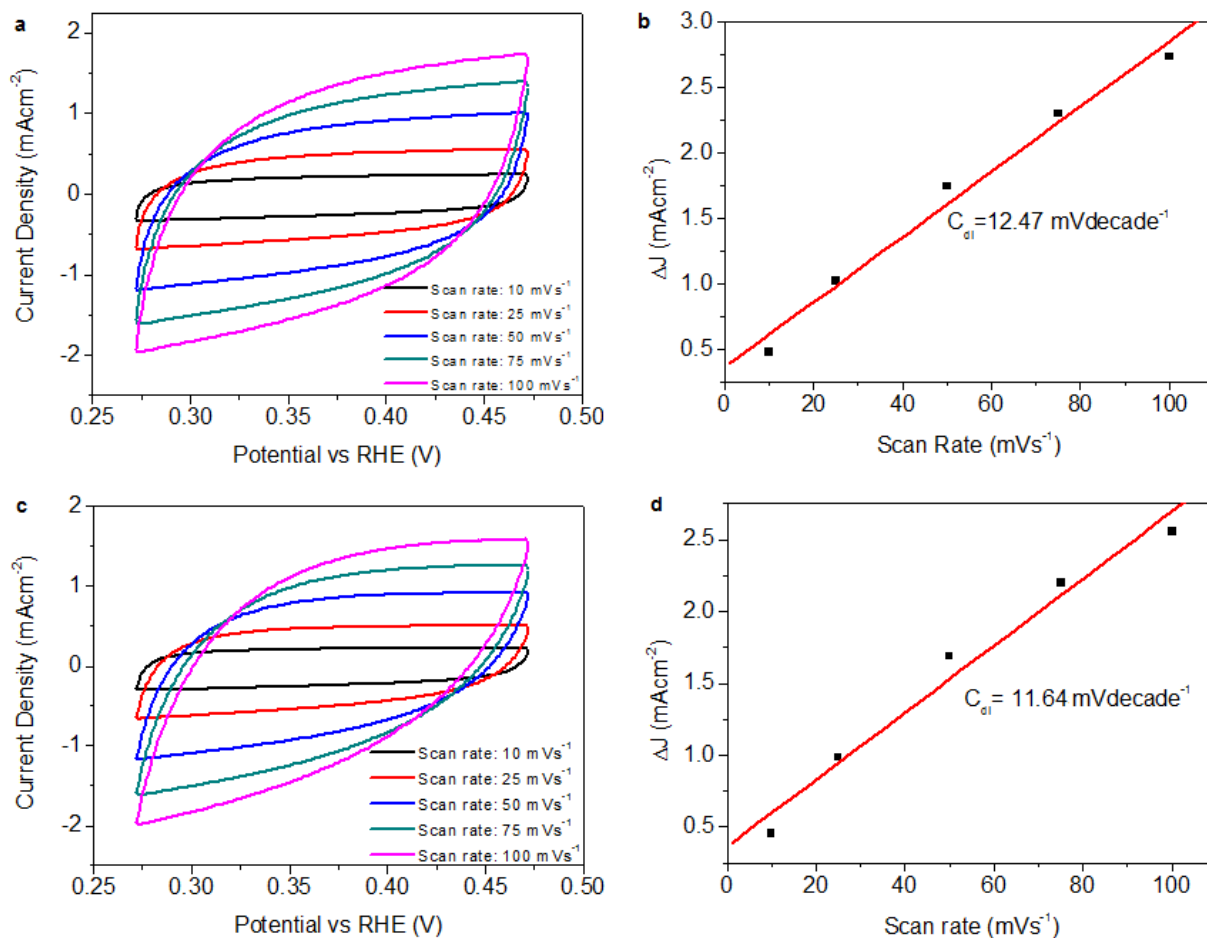 a
2
1
0
-1
-2
Current Density (mAcm⁻²)
Scan rate: 10 mVs⁻¹
Scan rate: 25 mVs⁻¹
Scan rate: 50 mVs⁻¹
Scan rate: 75 mVs⁻¹
Scan rate: 100 mVs⁻¹
0.25 0.30 0.35 0.40 0.45 0.50
Potential vs RHE (V)
b
3.0
2.5
2.0
1.5
1.0
0.5
ΔJ (mAcm⁻²)
C_dl=12.47 mVdecade⁻¹
0 20 40 60 80 100
Scan Rate (mVs⁻¹)
c
2
1
0
-1
-2
Current Density (mAcm⁻²)
Scan rate: 10 mVs⁻¹
Scan rate: 25 mVs⁻¹
Scan rate: 50 mVs⁻¹
Scan rate: 75 mVs⁻¹
Scan rate: 100 mVs⁻¹
0.25 0.30 0.35 0.40 0.45 0.50
Potential vs RHE (V)
d
2.5
2.0
1.5
1.0
0.5
ΔJ (mAcm⁻²)
C_dl= 11.64 mVdecade⁻¹
0 20 40 60 80 100
Scan rate (mVs⁻¹)